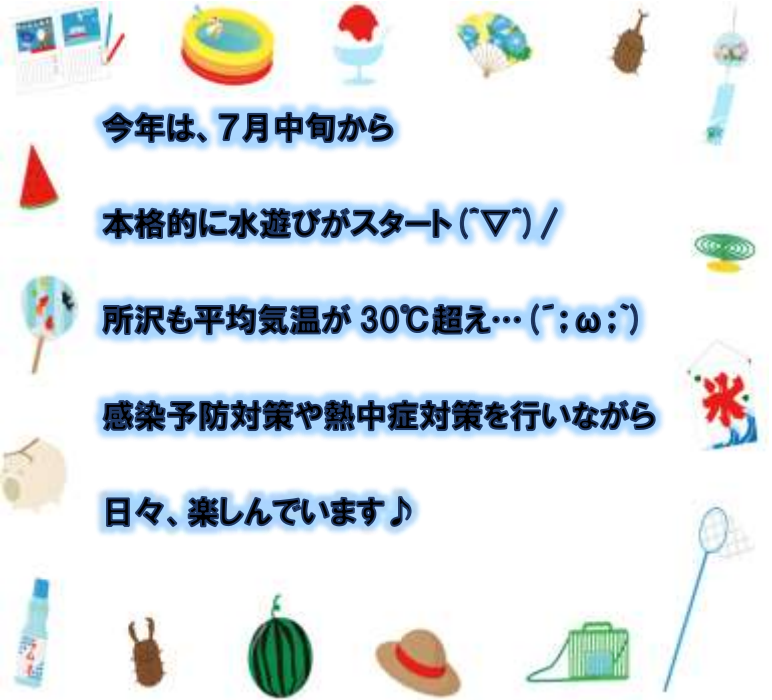 今年は、7月中旬から
本格的に水遊びがスタート(^▽^)/
所沢も平均気温が 30℃超え…(´；ω；`)
感染予防対策や熱中症対策を行いながら
日々、楽しんでいます♪
氷
ラムネ